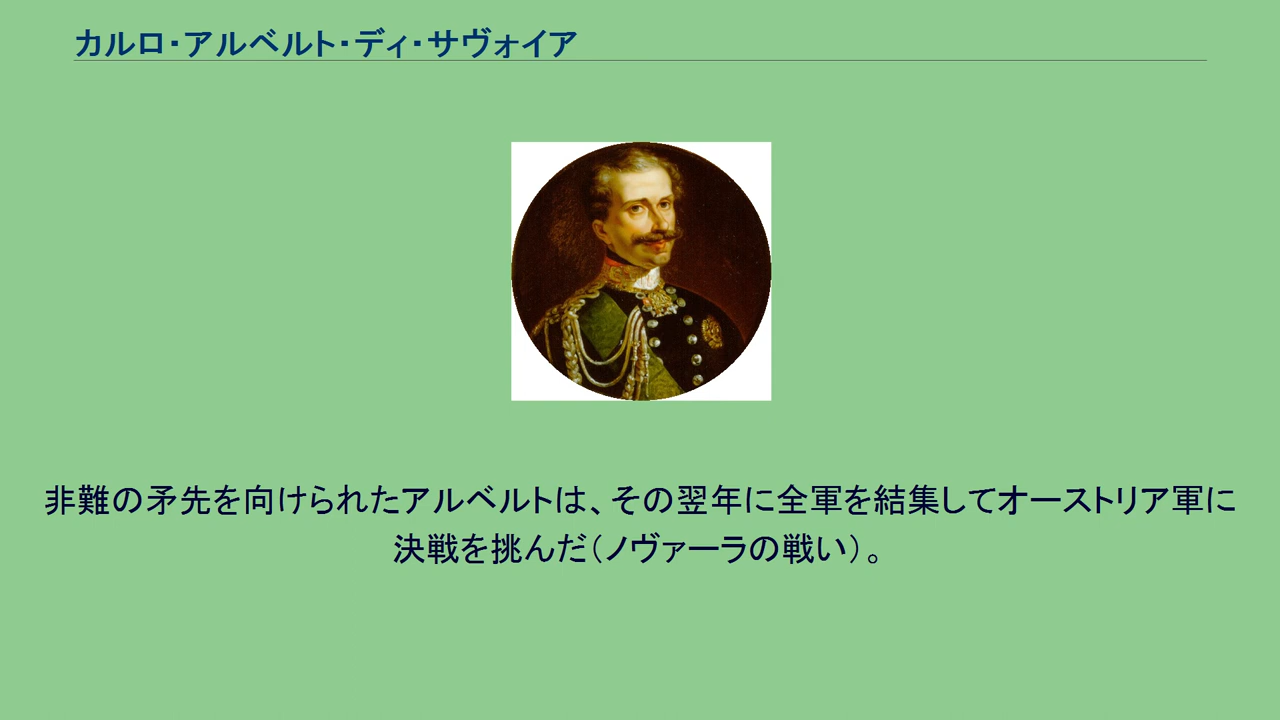 カルロ・アルベルト・ディ・サヴォイア
非難の矛先を向けられたアルベルトは、その翌年に全軍を結集してオーストリア軍に
決戦を挑んだ(ノヴァーラの戦い)。